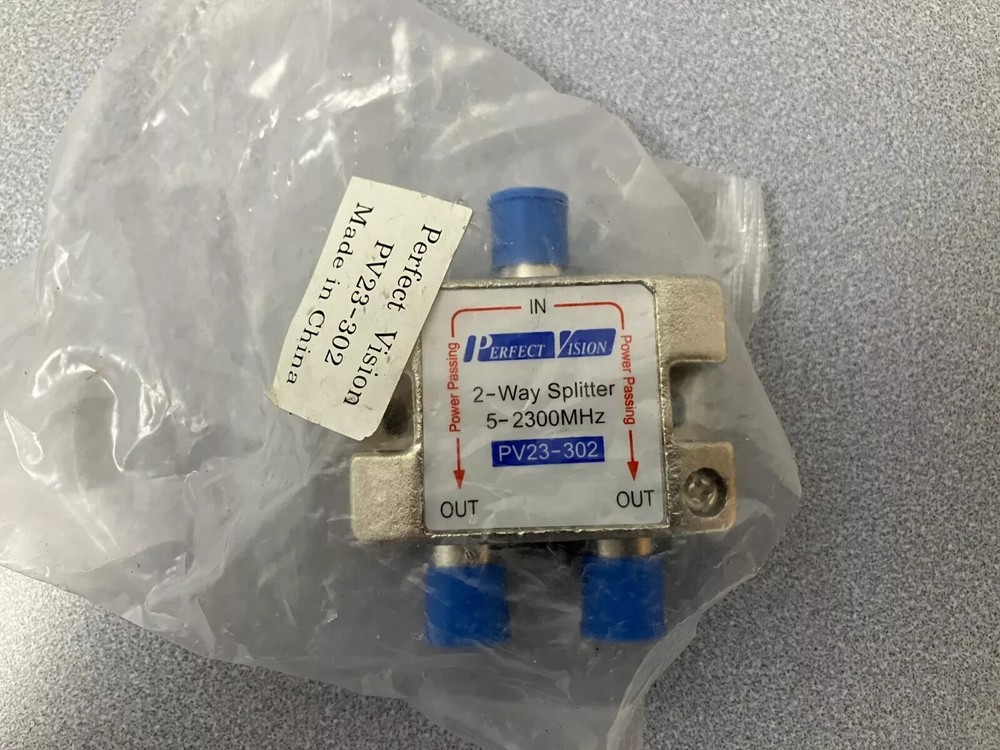 Perfect Vision
PV23-302
Made in China
IN
PERFECT VISION
Power Passing
Power Passing
2-Way Splitter
5-2300MHz
PV23-302
OUT
OUT